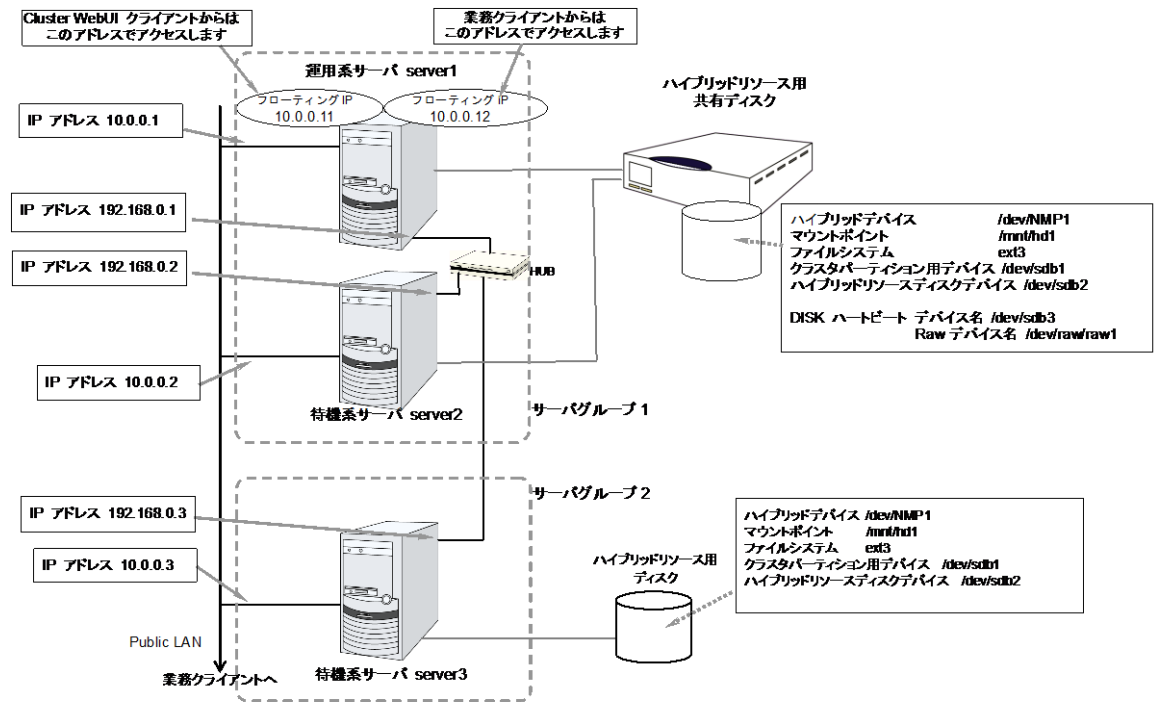 Cluster WebUI クライアントからは
このアドレスでアクセスします
業務クライアントからは
このアドレスでアクセスします
運用系サーバ server1
フローティング IP
10.0.0.11
フローティング IP
10.0.0.12
ハイブリッドリソース用
共有ディスク
IP アドレス 10.0.0.1
IP アドレス 192.168.0.1
IP アドレス 192.168.0.2
HUB
ハイブリッドデバイス /dev/NMP1
マウントポイント /mnt/hd1
ファイルシステム ext3
クラスタパーティション用デバイス /dev/sdb1
ハイブリッドリソースディスクデバイス /dev/sdb2
DISK ハートビート デバイス名 /dev/sdb3
Raw デバイス名 /dev/raw/raw1
IP アドレス 10.0.0.2
待機系サーバ server2
サーバグループ 1
サーバグループ 2
IP アドレス 192.168.0.3
IP アドレス 10.0.0.3
ハイブリッドリソース用
ディスク
ハイブリッドデバイス /dev/NMP1
マウントポイント /mnt/hd1
ファイルシステム ext3
クラスタパーティション用デバイス /dev/sdb1
ハイブリッドリソースディスクデバイス /dev/sdb2
Public LAN
業務クライアントへ
待機系サーバ server3